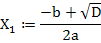 X₁ ≔ (-b + √D) / 2a